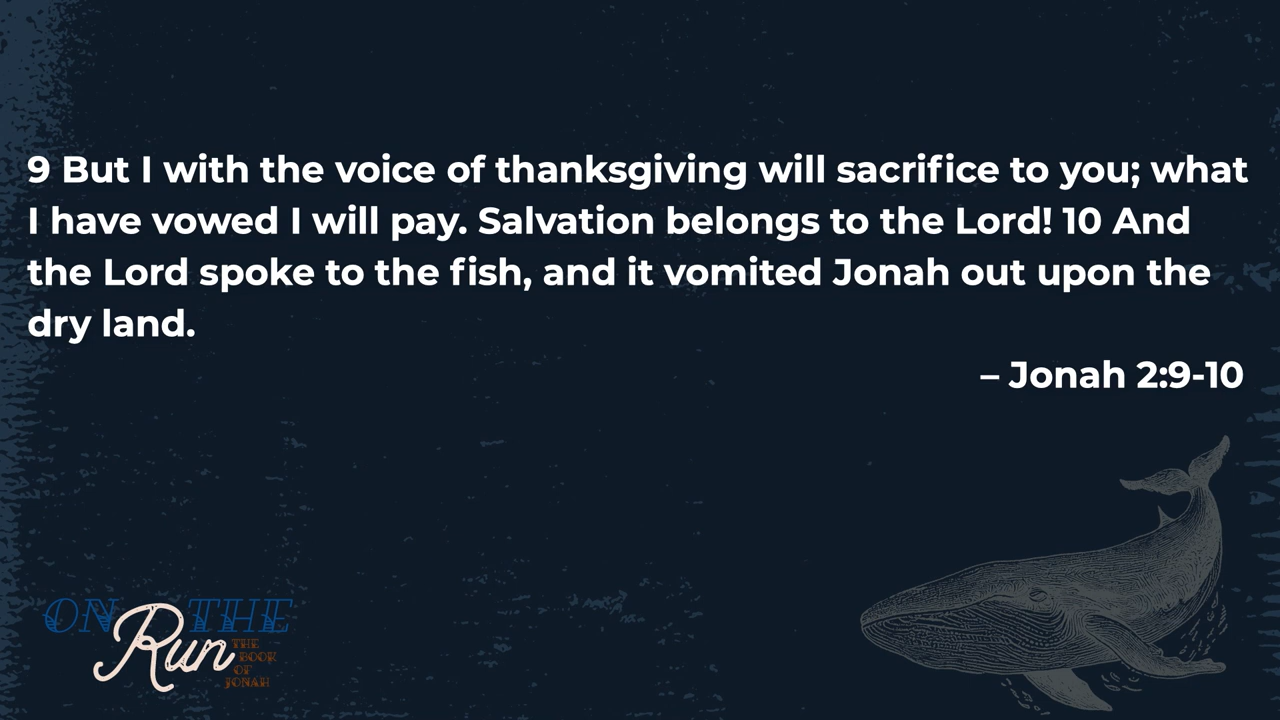 9 But I with the voice of thanksgiving will sacrifice to you; what
I have vowed I will pay. Salvation belongs to the Lord! 10 And
the Lord spoke to the fish, and it vomited Jonah out upon the
dry land.
– Jonah 2:9-10
ON THE
Run
THE
BOOK
OF
JONAH